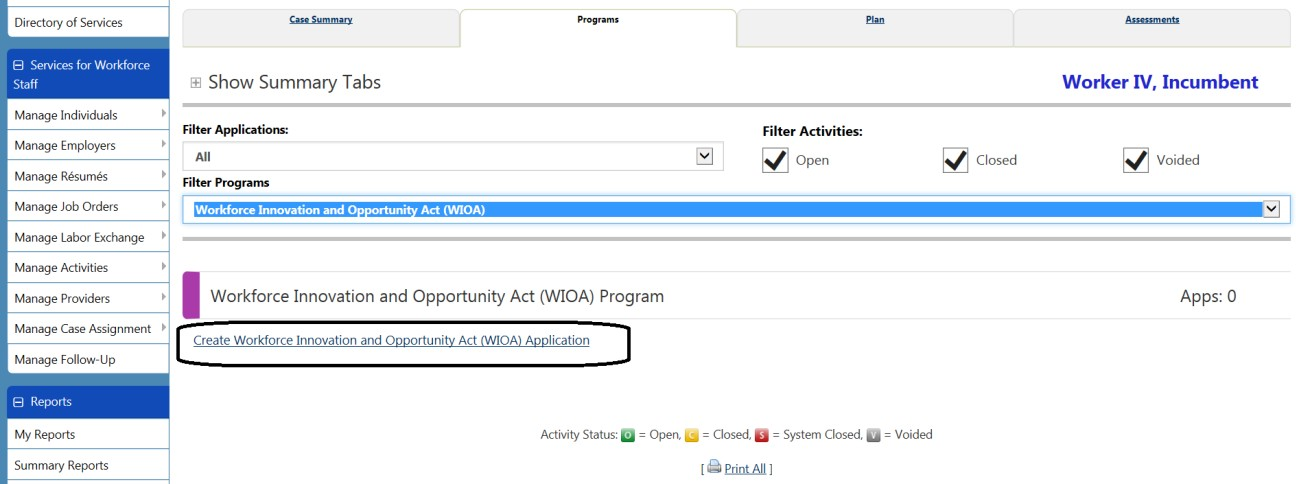 Directory of Services
Services for Workforce
Staff
Manage Individuals
Manage Employers
Manage Résumés
Manage Job Orders
Manage Labor Exchange
Manage Activities
Manage Providers
Manage Case Assignment
Manage Follow-Up
Reports
My Reports
Summary Reports
Case Summary
Programs
Plan
Assessments
Show Summary Tabs
Worker IV, Incumbent
Filter Applications:
All
Filter Activities:
Open
Closed
Voided
Filter Programs
Workforce Innovation and Opportunity Act (WIOA)
Workforce Innovation and Opportunity Act (WIOA) Program
Apps: 0
Create Workforce Innovation and Opportunity Act (WIOA) Application
Activity Status: O = Open, C = Closed, S = System Closed, V = Voided
[ Print All ]